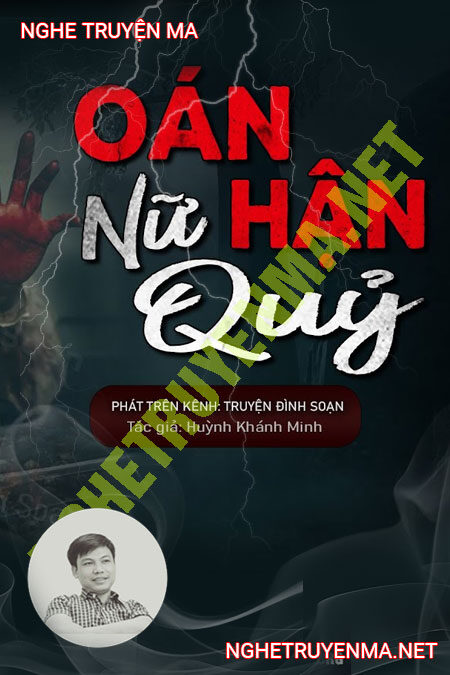 NGHE TRUYỆN MA
OÁN
Nữ HẬN
Quỷ
PHÁT TRÊN KÊNH: TRUYỆN ĐÌNH SOẠN
Tác giả: Huỳnh Khánh Minh
NGHETRUYENMA.NET
NGHETRUYENMA.NET